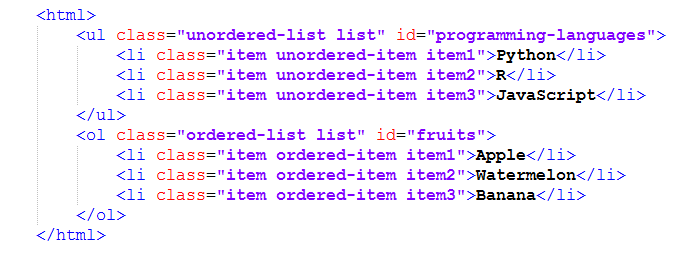 <html>
<ul class="unordered-list list" id="programming-languages">
<li class="item unordered-item item1">Python</li>
<li class="item unordered-item item2">R</li>
<li class="item unordered-item item3">JavaScript</li>
</ul>
<ol class="ordered-list list" id="fruits">
<li class="item ordered-item item1">Apple</li>
<li class="item ordered-item item2">Watermelon</li>
<li class="item ordered-item item3">Banana</li>
</ol>
</html>